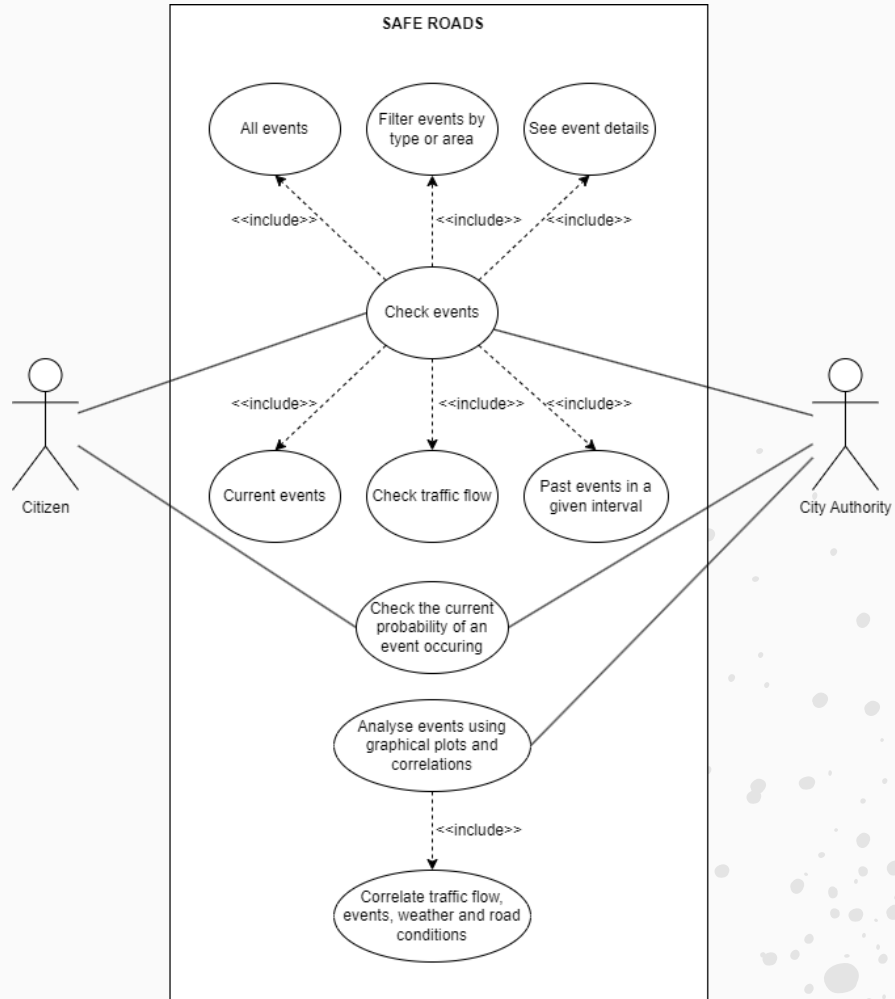 SAFE ROADS
All events
Filter events by
type or area
See event details
<<include>>
<<include>>
<<include>>
Check events
<<include>>
<<include>>
<<include>>
Citizen
City Authority
Current events
Check traffic flow
Past events in a
given interval
Check the current
probability of an
event occuring
Analyse events using
graphical plots and
correlations
<<include>>
Correlate traffic flow,
events, weather and road
conditions